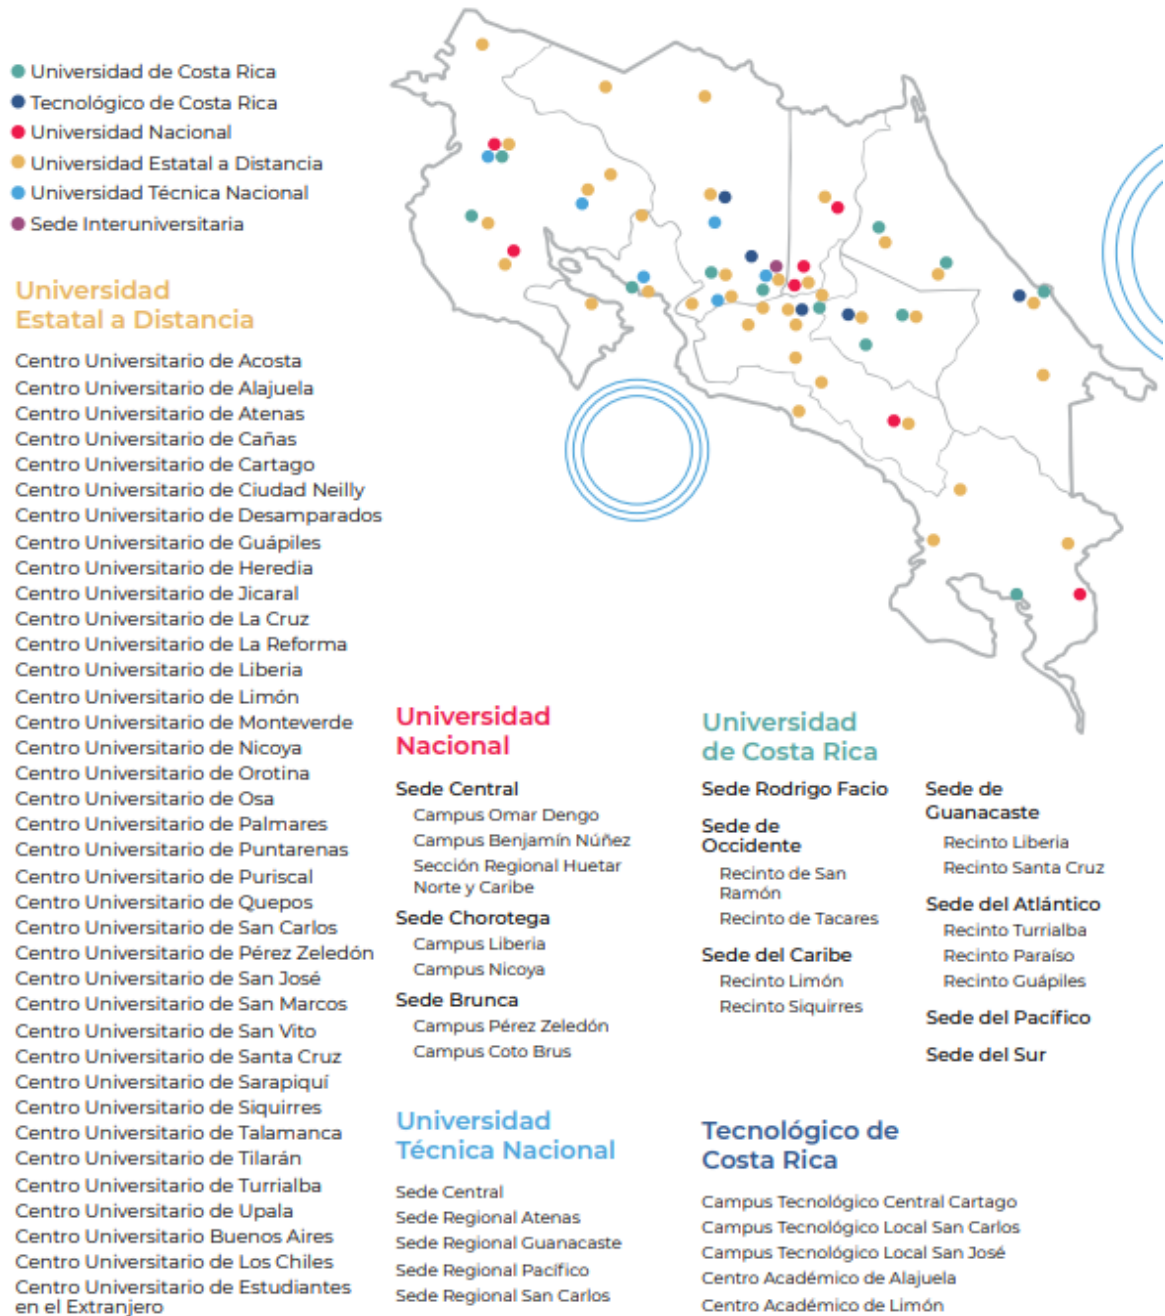 Universidad de Costa Rica
Tecnológico de Costa Rica
Universidad Nacional
Universidad Estatal a Distancia
Universidad Técnica Nacional
Sede Interuniversitaria
Universidad
Estatal a Distancia
Centro Universitario de Acosta
Centro Universitario de Alajuela
Centro Universitario de Atenas
Centro Universitario de Cañas
Centro Universitario de Cartago
Centro Universitario de Ciudad Neilly
Centro Universitario de Desamparados
Centro Universitario de Guápiles
Centro Universitario de Heredia
Centro Universitario de Jicaral
Centro Universitario de La Cruz
Centro Universitario de La Reforma
Centro Universitario de Liberia
Centro Universitario de Limón
Centro Universitario de Monteverde
Centro Universitario de Nicoya
Centro Universitario de Orotina
Centro Universitario de Osa
Centro Universitario de Palmares
Centro Universitario de Puntarenas
Centro Universitario de Puriscal
Centro Universitario de Quepos
Centro Universitario de San Carlos
Centro Universitario de Pérez Zeledón
Centro Universitario de San José
Centro Universitario de San Marcos
Centro Universitario de San Vito
Centro Universitario de Santa Cruz
Centro Universitario de Sarapiquí
Centro Universitario de Siquirres
Centro Universitario de Talamanca
Centro Universitario de Tilarán
Centro Universitario de Turrialba
Centro Universitario de Upala
Centro Universitario Buenos Aires
Centro Universitario de Los Chiles
Centro Universitario de Estudiantes
en el Extranjero
Universidad
Nacional
Sede Central
Campus Omar Dengo
Campus Benjamín Núñez
Sección Regional Huetar
Norte y Caribe
Sede Chorotega
Campus Liberia
Campus Nicoya
Sede Brunca
Campus Pérez Zeledón
Campus Coto Brus
Universidad
de Costa Rica
Sede Rodrigo Facio
Sede de
Occidente
Recinto de San
Ramón
Recinto de Tacares
Sede del Caribe
Recinto Limón
Recinto Siquirres
Sede de
Guanacaste
Recinto Liberia
Recinto Santa Cruz
Sede del Atlántico
Recinto Turrialba
Recinto Paraíso
Recinto Guápiles
Sede del Pacífico
Sede del Sur
Universidad
Técnica Nacional
Sede Central
Sede Regional Atenas
Sede Regional Guanacaste
Sede Regional Pacífico
Sede Regional San Carlos
Tecnológico de
Costa Rica
Campus Tecnológico Central Cartago
Campus Tecnológico Local San Carlos
Campus Tecnológico Local San José
Centro Académico de Alajuela
Centro Académico de Limón